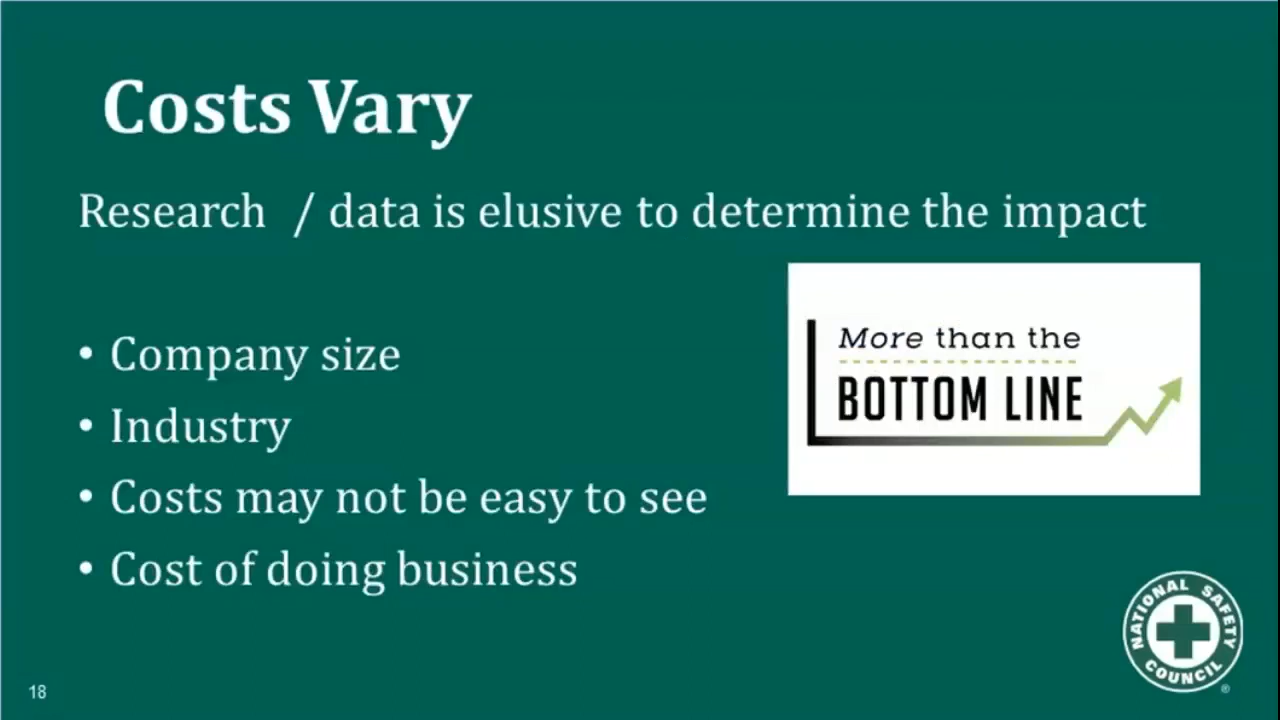 Costs Vary
Research / data is elusive to determine the impact
• Company size
• Industry
• Costs may not be easy to see
• Cost of doing business
More than the
BOTTOM LINE
NATIONAL SAFETY
COUNCIL
®
18